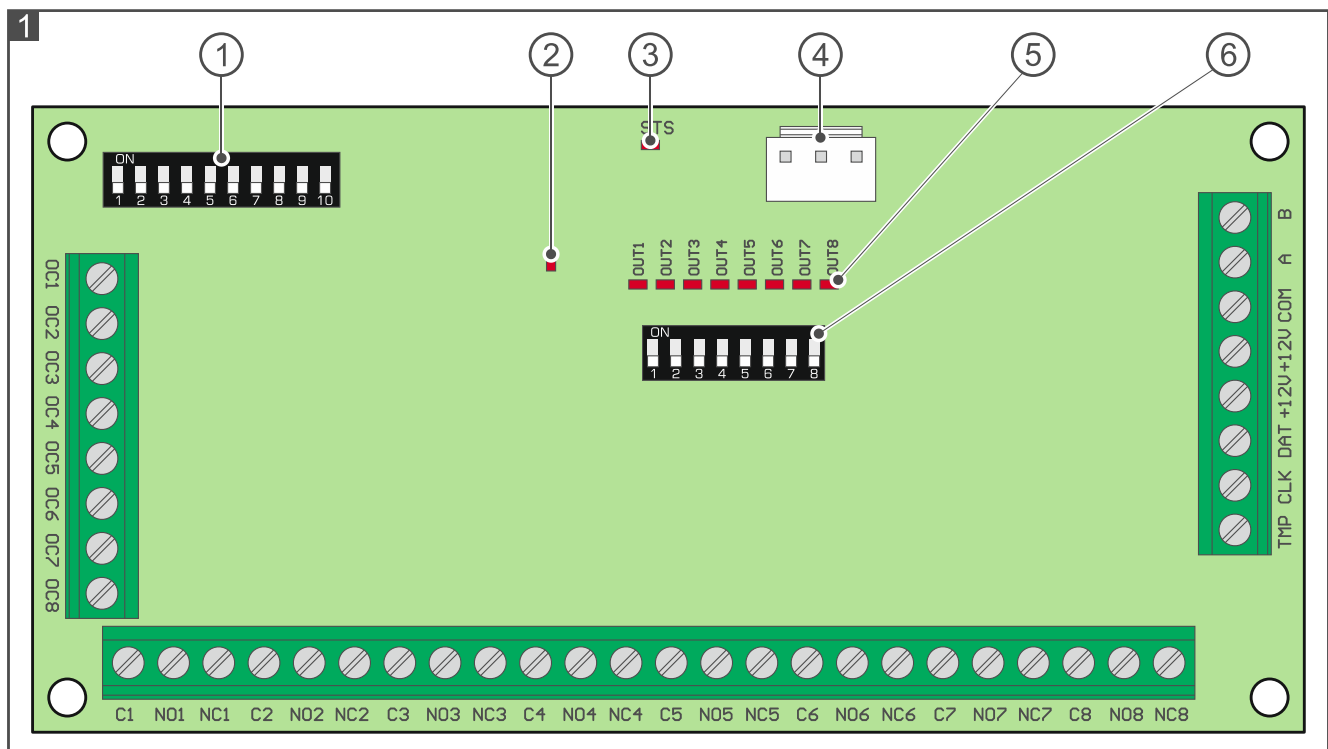 1
1 2 3 4 5 6
STS
ON
1 2 3 4 5 6 7 8 9 10
OUT1 OUT2 OUT3 OUT4 OUT5 OUT6 OUT7 OUT8
ON
1 2 3 4 5 6 7 8
OC1 OC2 OC3 OC4 OC5 OC6 OC7 OC8
TMP CLK DAT +12V +12V COM A B
C1 NO1 NC1 C2 NO2 NC2 C3 NO3 NC3 C4 NO4 NC4 C5 NO5 NC5 C6 NO6 NC6 C7 NO7 NC7 C8 NO8 NC8